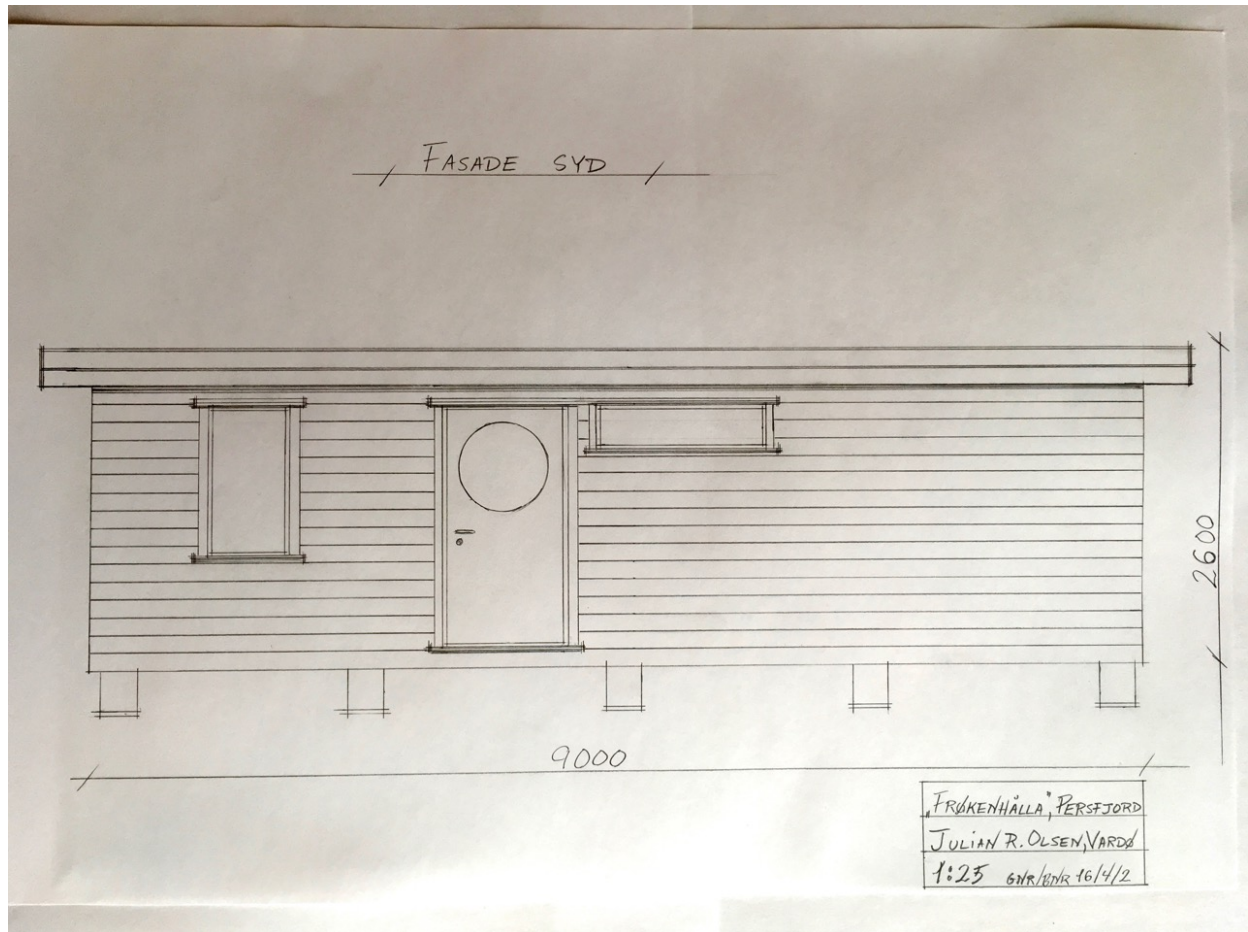 FASADE SYD
2600
9000
„FRØKENHÅLLA", PERSFJORD
JULIAN R. OLSEN, VARDØ
1:25 GNR/BNR 16/4/2